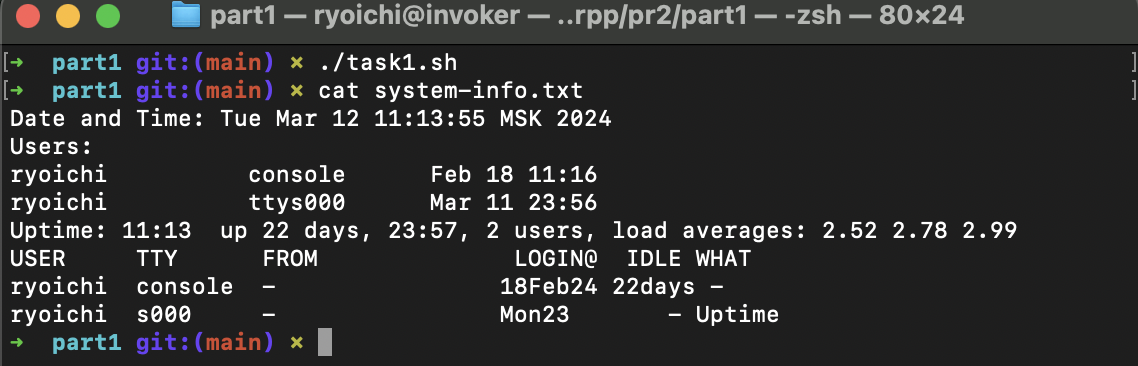 part1 — ryoichi@invoker — ..rpp/pr2/part1 — -zsh — 80×24
[➜  part1 git:(main) × ./task1.sh ]
[➜  part1 git:(main) × cat system-info.txt ]
Date and Time: Tue Mar 12 11:13:55 MSK 2024
Users:
ryoichi          console      Feb 18 11:16
ryoichi          ttys000      Mar 11 23:56
Uptime: 11:13  up 22 days, 23:57, 2 users, load averages: 2.52 2.78 2.99
USER     TTY      FROM              LOGIN@  IDLE WHAT
ryoichi  console  -                18Feb24 22days -
ryoichi  s000     -                Mon23       - Uptime
➜  part1 git:(main) ×